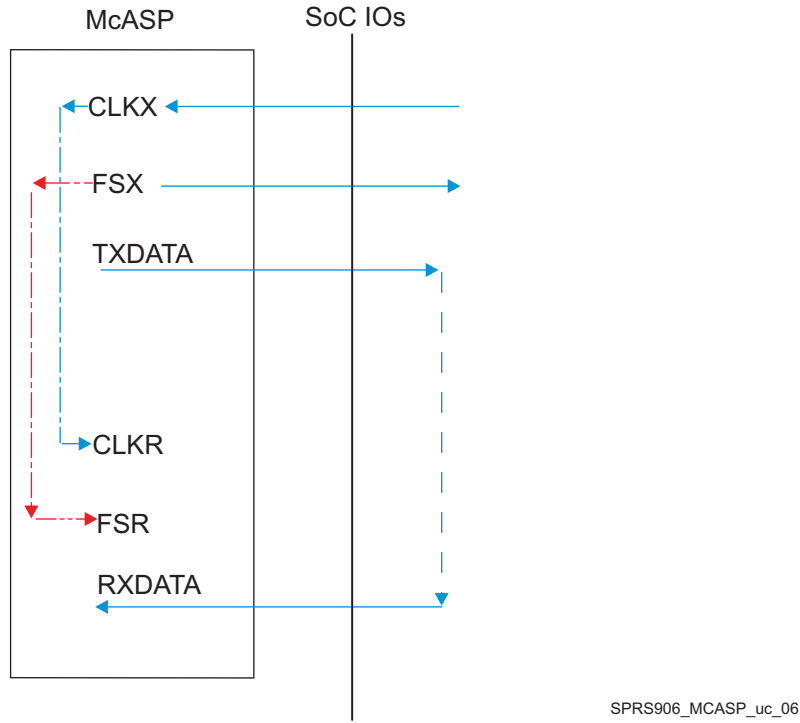 McASP
SoC IOs
CLKX
FSX
TXDATA
CLKR
FSR
RXDATA
SPRS906_MCASP_uc_06